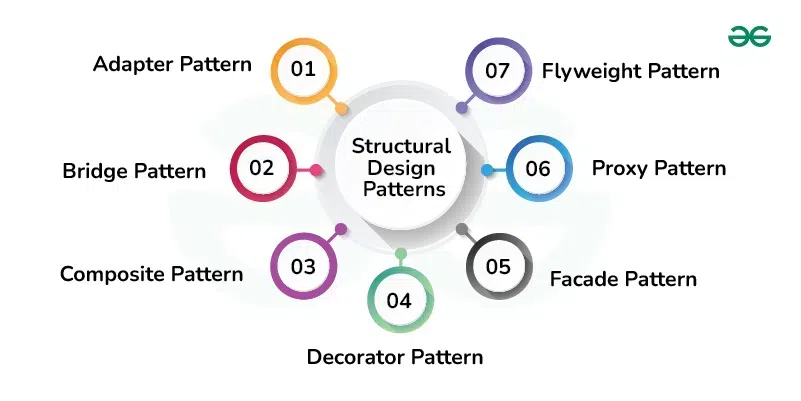 Structural
Design
Patterns
01
Adapter Pattern
02
Bridge Pattern
03
Composite Pattern
04
Decorator Pattern
05
Facade Pattern
06
Proxy Pattern
07
Flyweight Pattern